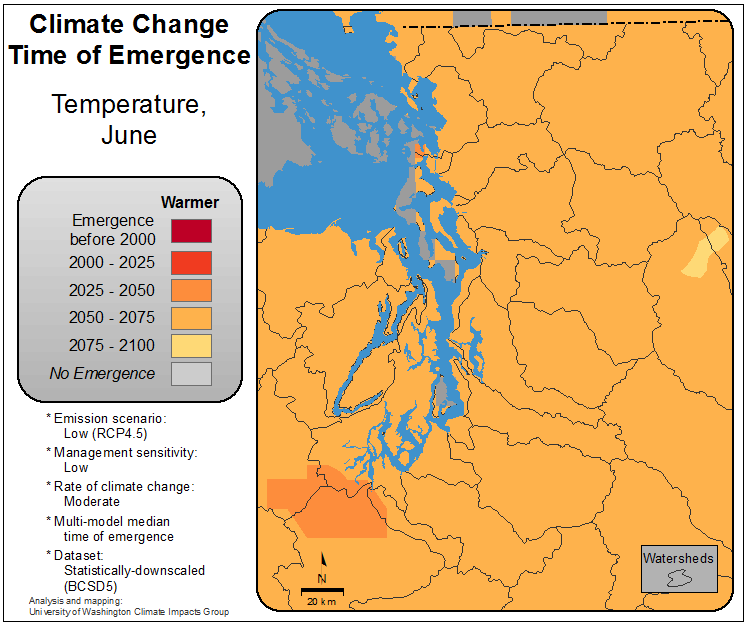 Climate Change
Time of Emergence
Temperature,
June
Warmer
Emergence
before 2000
2000 - 2025
2025 - 2050
2050 - 2075
2075 - 2100
No Emergence
* Emission scenario:
Low (RCP4.5)
* Management sensitivity:
Low
* Rate of climate change:
Moderate
* Multi-model median
time of emergence
* Dataset:
Statistically-downscaled
(BCSD5)
Analysis and mapping:
University of Washington Climate Impacts Group
N
20 km
Watersheds